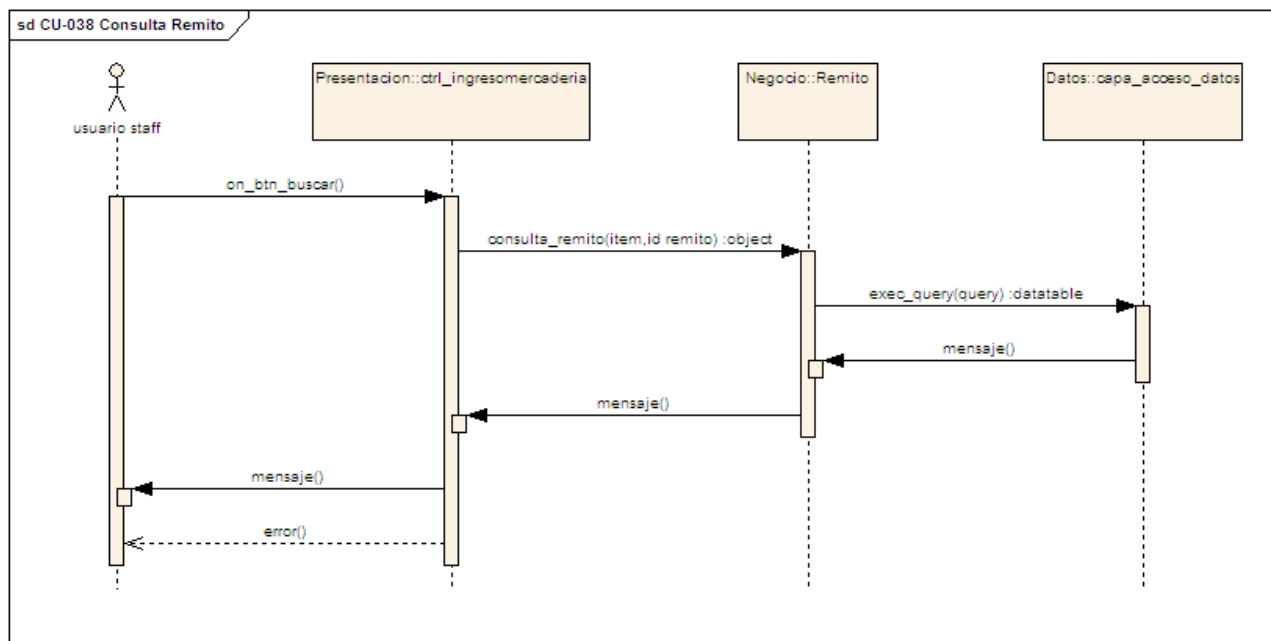 sd CU-038 Consulta Remito
usuario staff
Presentacion::ctrl_ingresomercaderia
Negocio::Remito
Datos::capa_acceso_datos
on_btn_buscar()
consulta_remito(item,id remito) :object
exec_query(query) :datatable
mensaje()
mensaje()
mensaje()
error()